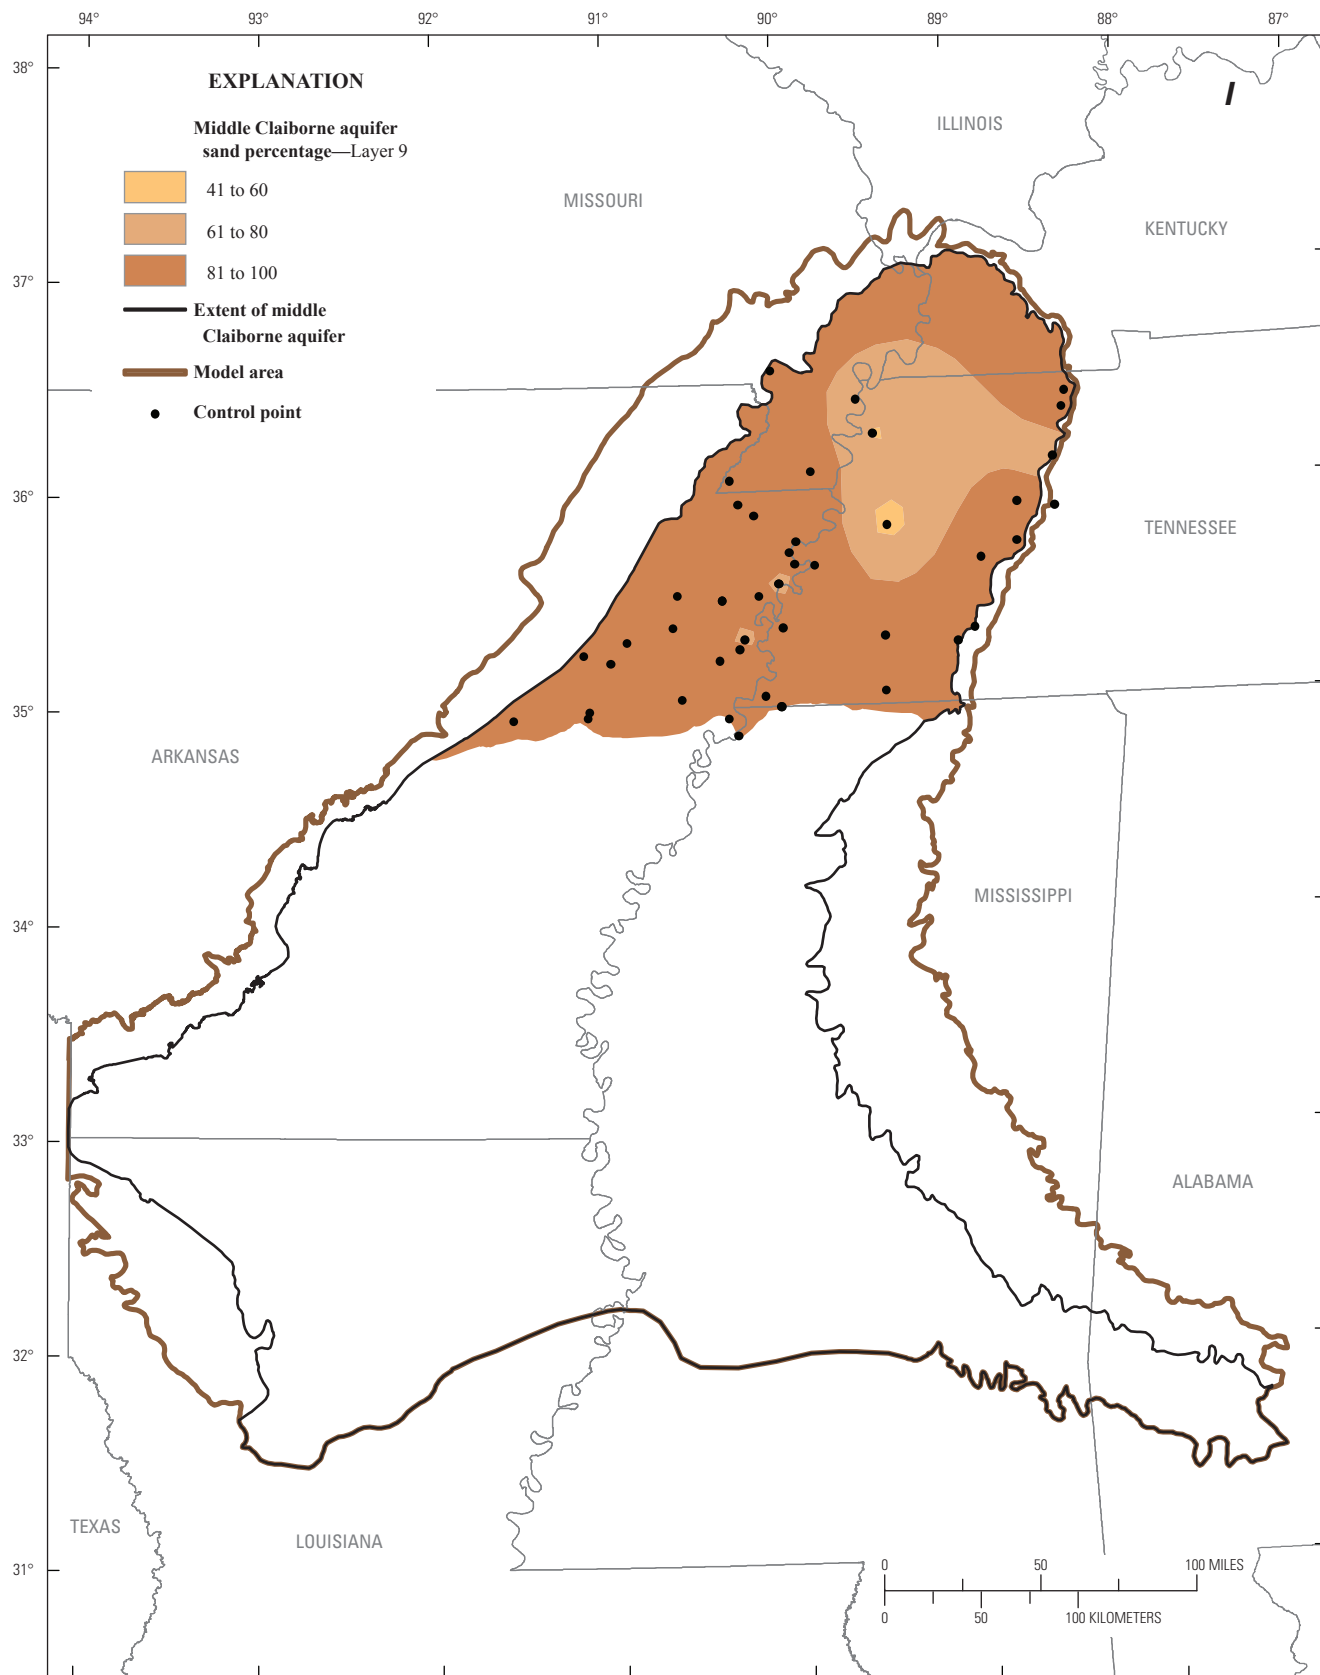 94° 93° 92° 91° 90° 89° 88° 87°
38°
37°
36°
35°
34°
33°
32°
31°
EXPLANATION
Middle Claiborne aquifer
sand percentage—Layer 9
41 to 60
61 to 80
81 to 100
Extent of middle
Claiborne aquifer
Model area
Control point
I
ILLINOIS
MISSOURI
KENTUCKY
TENNESSEE
ARKANSAS
MISSISSIPPI
ALABAMA
TEXAS
LOUISIANA
0 50 100 MILES
0 50 100 KILOMETERS